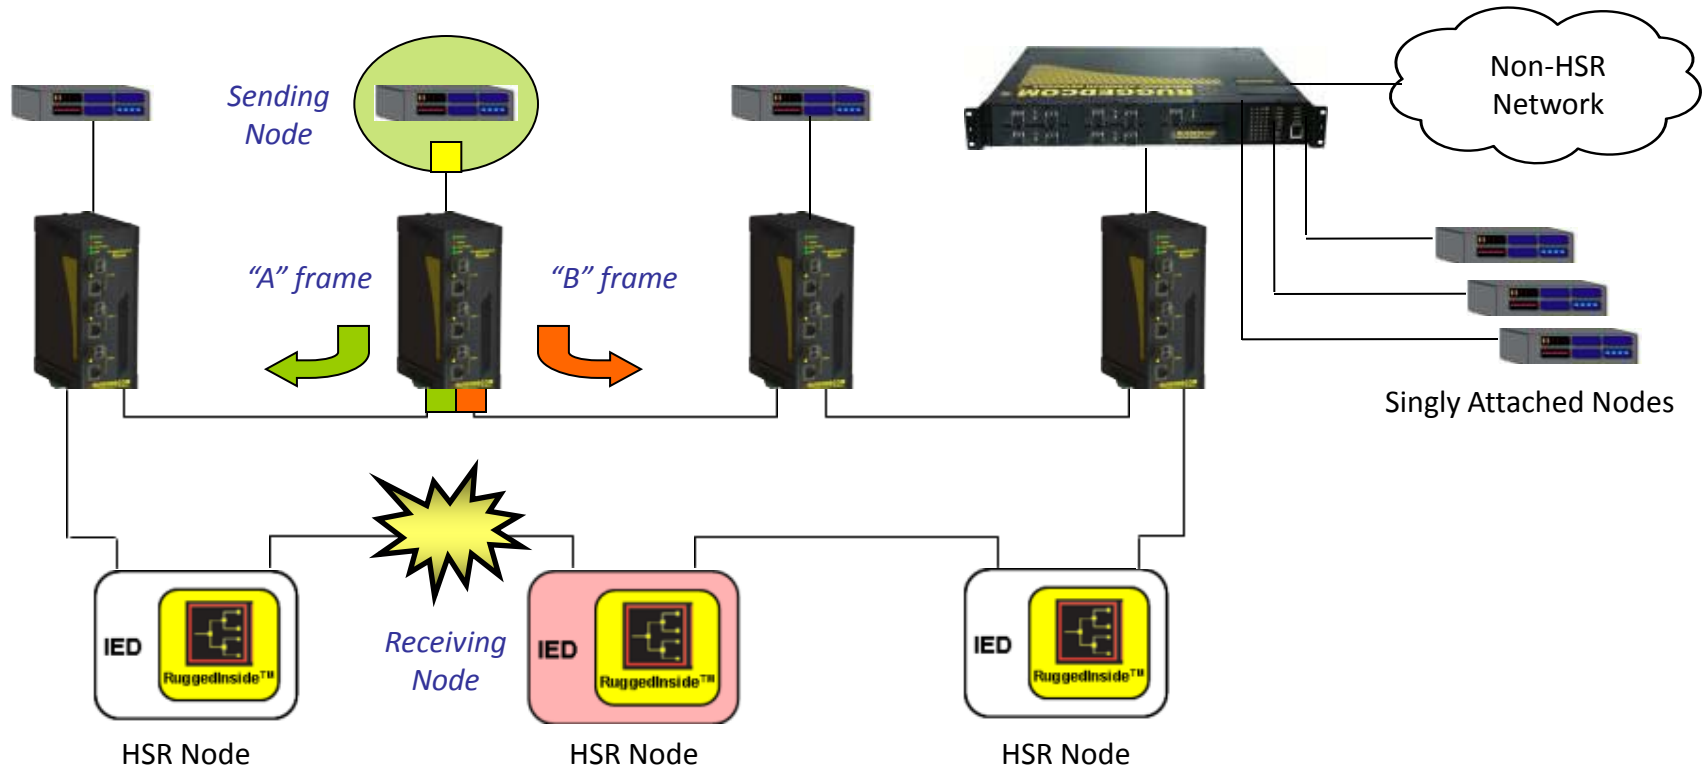 Sending
Node
RUGGEDCOM
Non-HSR
Network
"A" frame
"B" frame
Singly Attached Nodes
Receiving
Node
IED
RuggedInside™
IED
RuggedInside™
IED
RuggedInside™
HSR Node
HSR Node
HSR Node